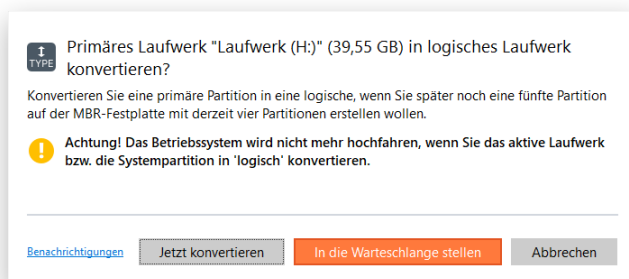 Primäres Laufwerk "Laufwerk (H:)" (39,55 GB) in logisches Laufwerk
TYPE
konvertieren?
Konvertieren Sie eine primäre Partition in eine logische, wenn Sie später noch eine fünfte Partition
auf der MBR-Festplatte mit derzeit vier Partitionen erstellen wollen.
Achtung! Das Betriebssystem wird nicht mehr hochfahren, wenn Sie das aktive Laufwerk
bzw. die Systempartition in 'logisch' konvertieren.
Benachrichtigungen Jetzt konvertieren In die Warteschlange stellen Abbrechen